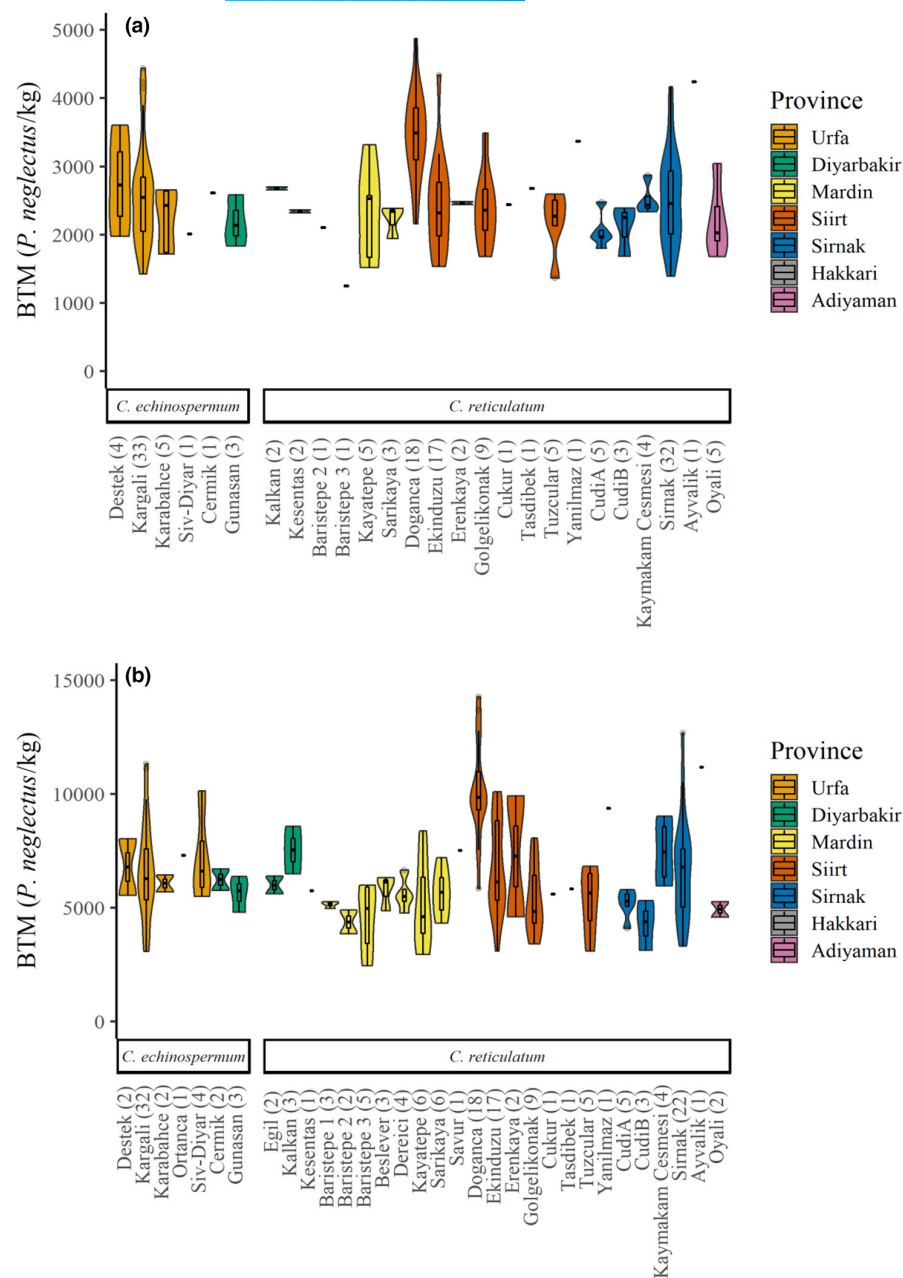 (a)
5000
4000
3000
2000
1000
0
BTM (P. neglectus/kg)
C. echinospermum
C. reticulatum
Destek (4)
Kargali (33)
Karabahce (5)
Siv-Diyar (1)
Cermik (1)
Gunasan (3)
Kalkan (2)
Kesentas (2)
Baristepe 2 (1)
Baristepe 3 (1)
Kayatepe (5)
Sarikaya (3)
Doganca (18)
Ekinduzu (17)
Erenkaya (2)
Golgelikonak (9)
Cukur (1)
Tasdibek (1)
Tuzcular (5)
Yanilmaz (1)
CudiA (5)
CudiB (3)
Kaymakam Cesmesi (4)
Sirnak (32)
Ayvalik (1)
Oyali (5)
Province
Urfa
Diyarbakir
Mardin
Siirt
Sirnak
Hakkari
Adiyaman
(b)
15000
10000
5000
0
BTM (P. neglectus/kg)
C. echinospermum
C. reticulatum
Destek (2)
Kargali (32)
Karabahce (2)
Ortanca (1)
Siv-Diyar (4)
Cermik (2)
Gunasan (3)
Egil (2)
Kalkan (3)
Kesentas (1)
Baristepe 1 (3)
Baristepe 2 (2)
Baristepe 3 (5)
Beslever (3)
Dereici (4)
Kayatepe (6)
Sarikaya (6)
Savur (1)
Doganca (18)
Ekinduzu (17)
Erenkaya (2)
Golgelikonak (9)
Cukur (1)
Tasdibek (1)
Tuzcular (5)
Yanilmaz (1)
CudiA (5)
CudiB (3)
Kaymakam Cesmesi (4)
Sirnak (22)
Ayvalik (1)
Oyali (2)
Province
Urfa
Diyarbakir
Mardin
Siirt
Sirnak
Hakkari
Adiyaman